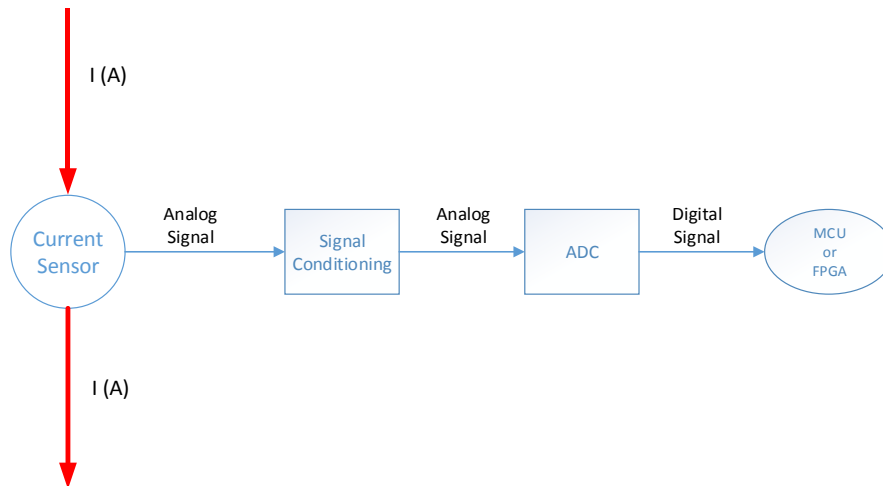 I (A)
Current
Sensor
Analog
Signal
Signal
Conditioning
Analog
Signal
ADC
Digital
Signal
MCU
or
FPGA
I (A)